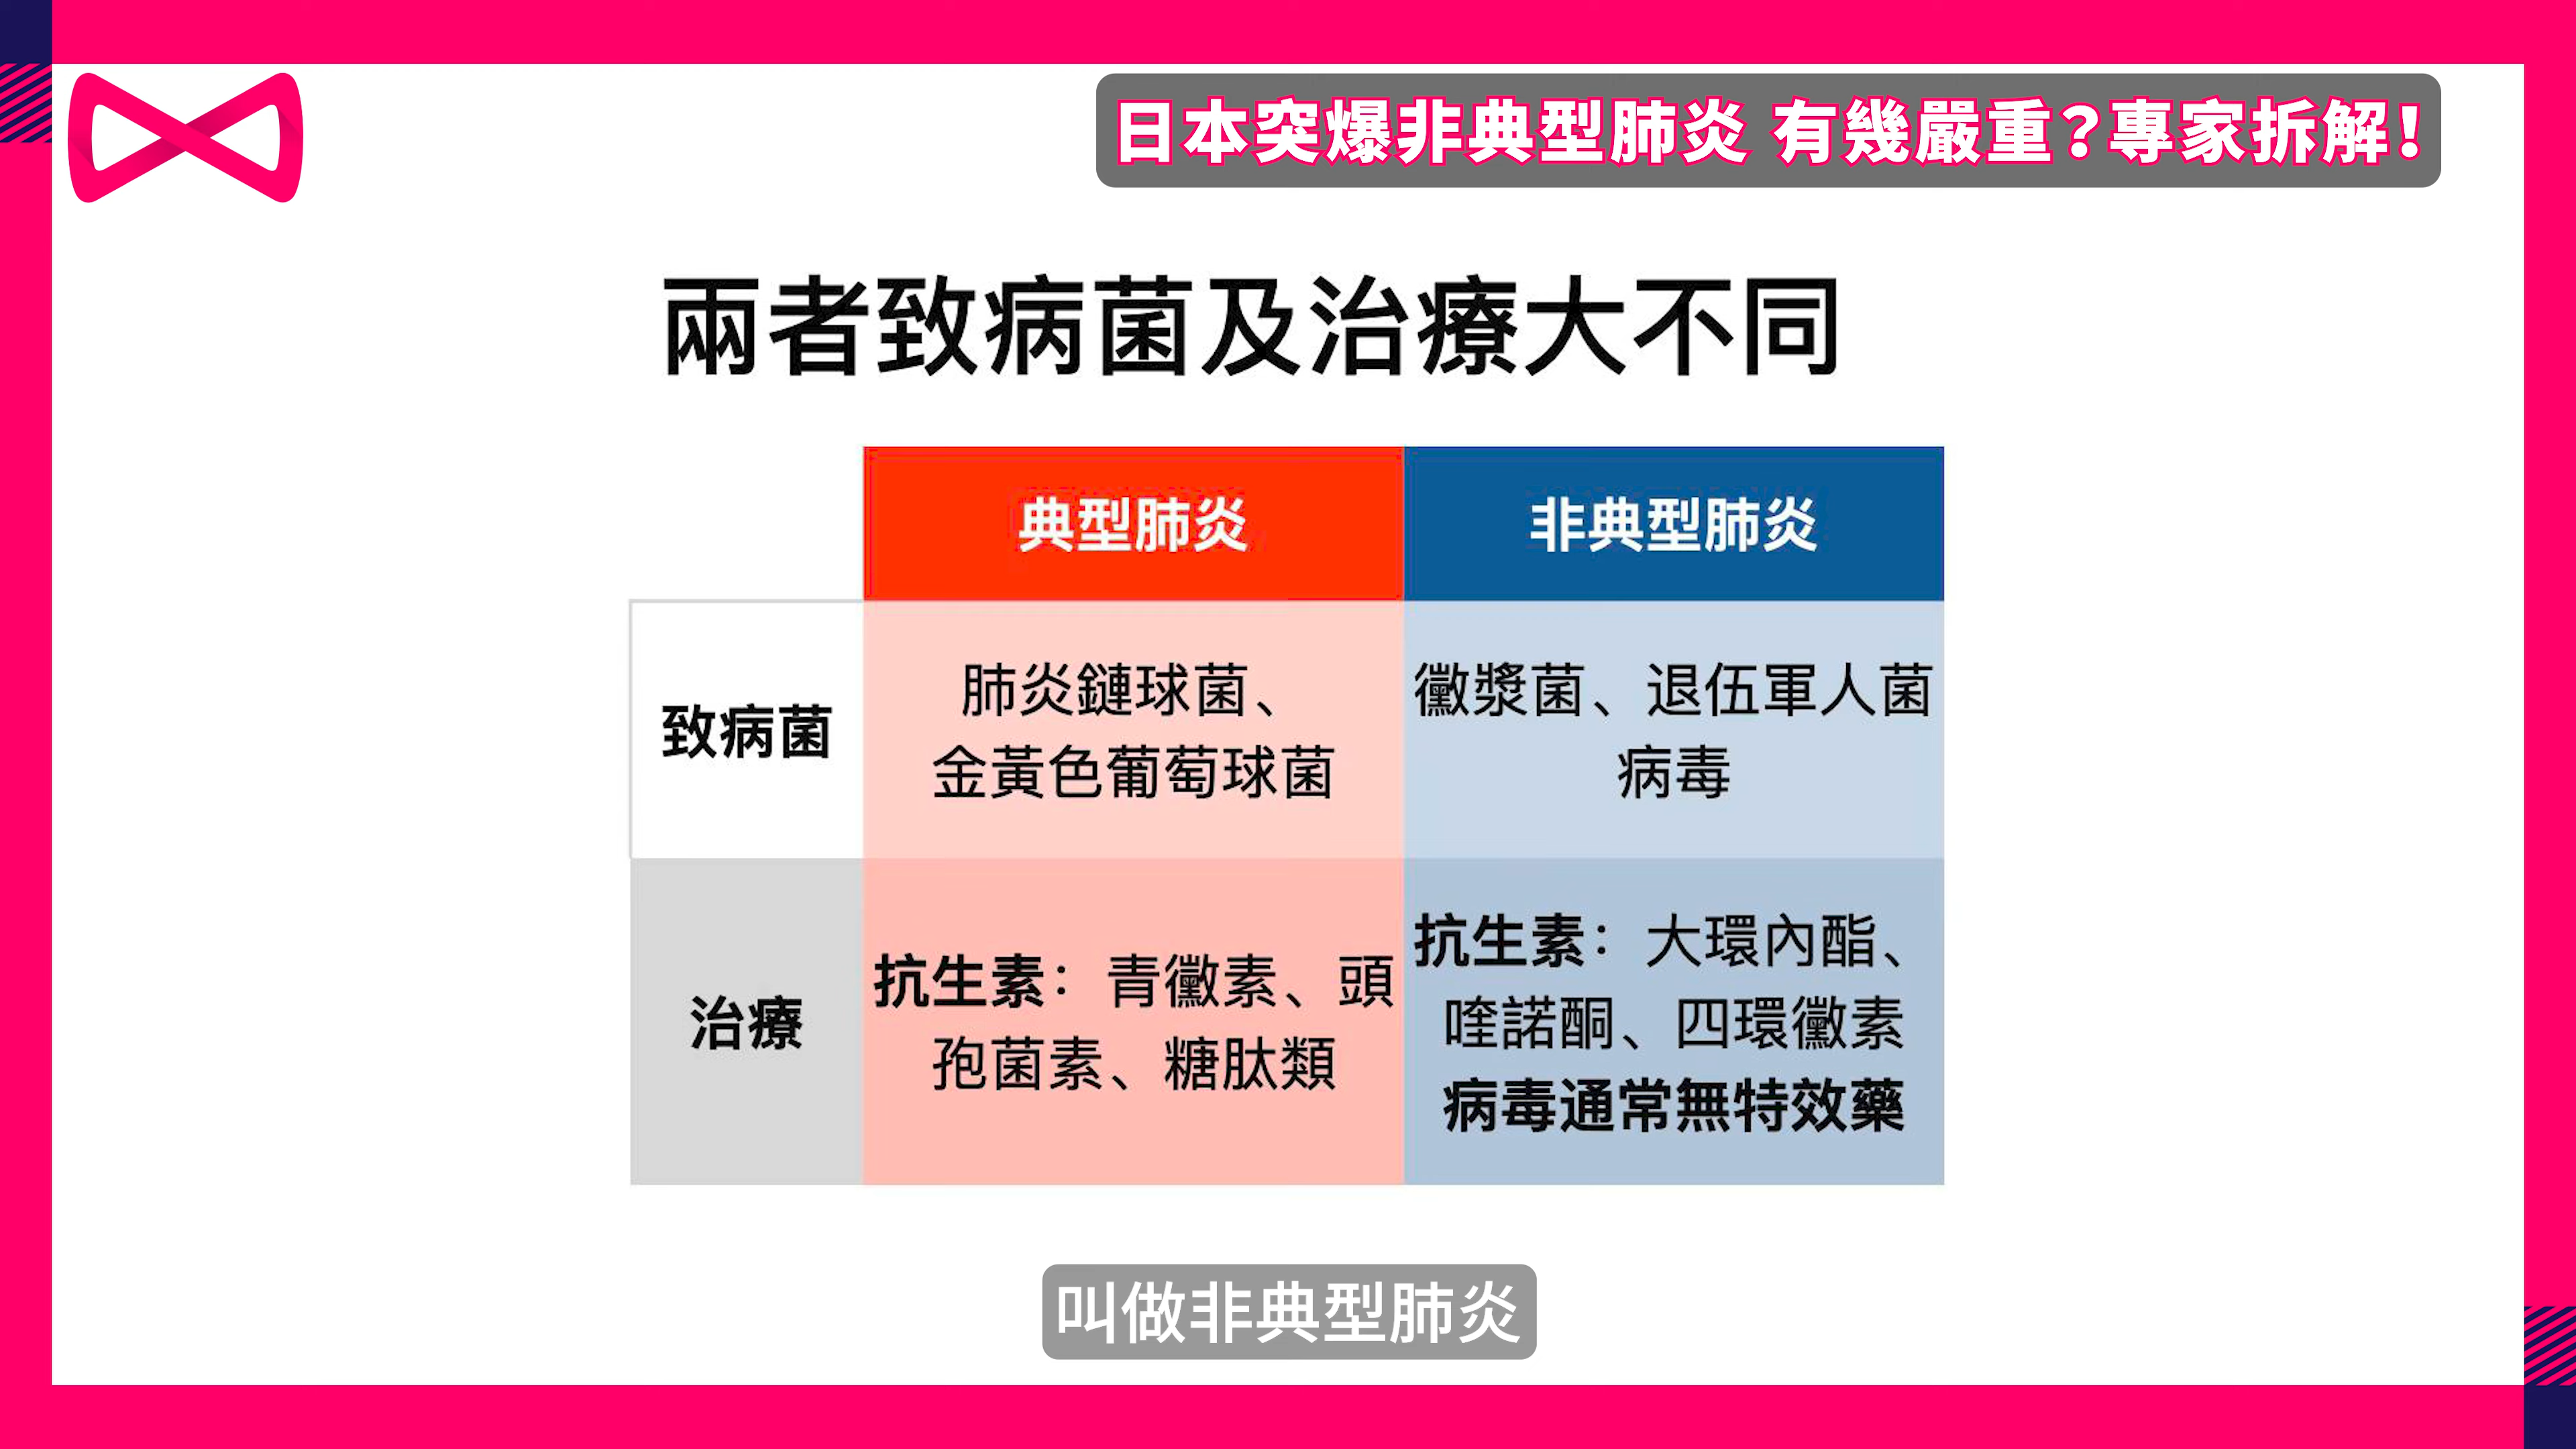 日本突爆非典型肺炎 有幾嚴重？專家拆解！
兩者致病菌及治療大不同
典型肺炎
非典型肺炎
致病菌
肺炎鏈球菌、
金黃色葡萄球菌
黴漿菌、退伍軍人菌
病毒
治療
抗生素：青黴素、頭
孢菌素、糖肽類
抗生素：大環內酯、
喹諾酮、四環黴素
病毒通常無特效藥
叫做非典型肺炎